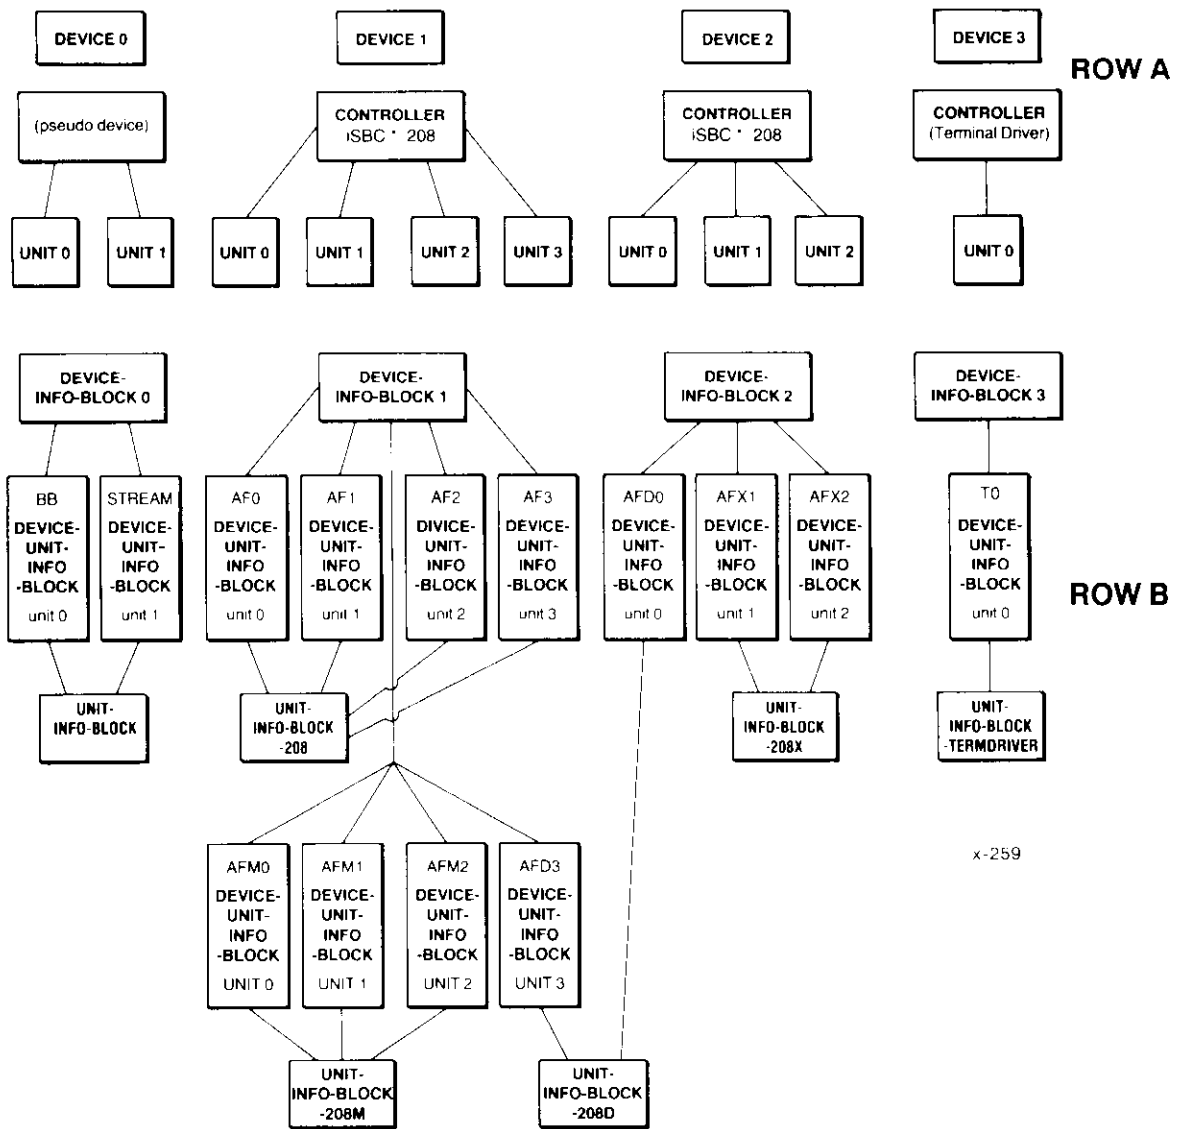 DEVICE 0
DEVICE 1
DEVICE 2
DEVICE 3
ROW A
(pseudo device)
CONTROLLER
iSBC * 208
CONTROLLER
iSBC * 208
CONTROLLER
(Terminal Driver)
UNIT 0
UNIT 1
UNIT 0
UNIT 1
UNIT 2
UNIT 3
UNIT 0
UNIT 1
UNIT 2
UNIT 0
DEVICE-
INFO-BLOCK 0
DEVICE-
INFO-BLOCK 1
DEVICE-
INFO-BLOCK 2
DEVICE-
INFO-BLOCK 3
BB
DEVICE-
UNIT-
INFO
-BLOCK
unit 0
STREAM
DEVICE-
UNIT-
INFO
-BLOCK
unit 1
AF0
DEVICE-
UNIT-
INFO
-BLOCK
unit 0
AF1
DEVICE-
UNIT-
INFO
-BLOCK
unit 1
AF2
DIVICE-
UNIT-
INFO
-BLOCK
unit 2
AF3
DEVICE-
UNIT-
INFO
-BLOCK
unit 3
AFD0
DEVICE-
UNIT-
INFO
-BLOCK
unit 0
AFX1
DEVICE-
UNIT-
INFO
-BLOCK
unit 1
AFX2
DEVICE-
UNIT-
INFO
-BLOCK
unit 2
T0
DEVICE-
UNIT-
INFO
-BLOCK
unit 0
ROW B
UNIT-
INFO-BLOCK
UNIT-
INFO-BLOCK
-208
UNIT-
INFO-BLOCK
-208X
UNIT-
INFO-BLOCK
-TERMDRIVER
AFM0
DEVICE-
UNIT-
INFO
-BLOCK
UNIT 0
AFM1
DEVICE-
UNIT-
INFO
-BLOCK
UNIT 1
AFM2
DEVICE-
UNIT-
INFO
-BLOCK
UNIT 2
AFD3
DEVICE-
UNIT-
INFO
-BLOCK
UNIT 3
x-259
UNIT-
INFO-BLOCK
-208M
UNIT-
INFO-BLOCK
-208D